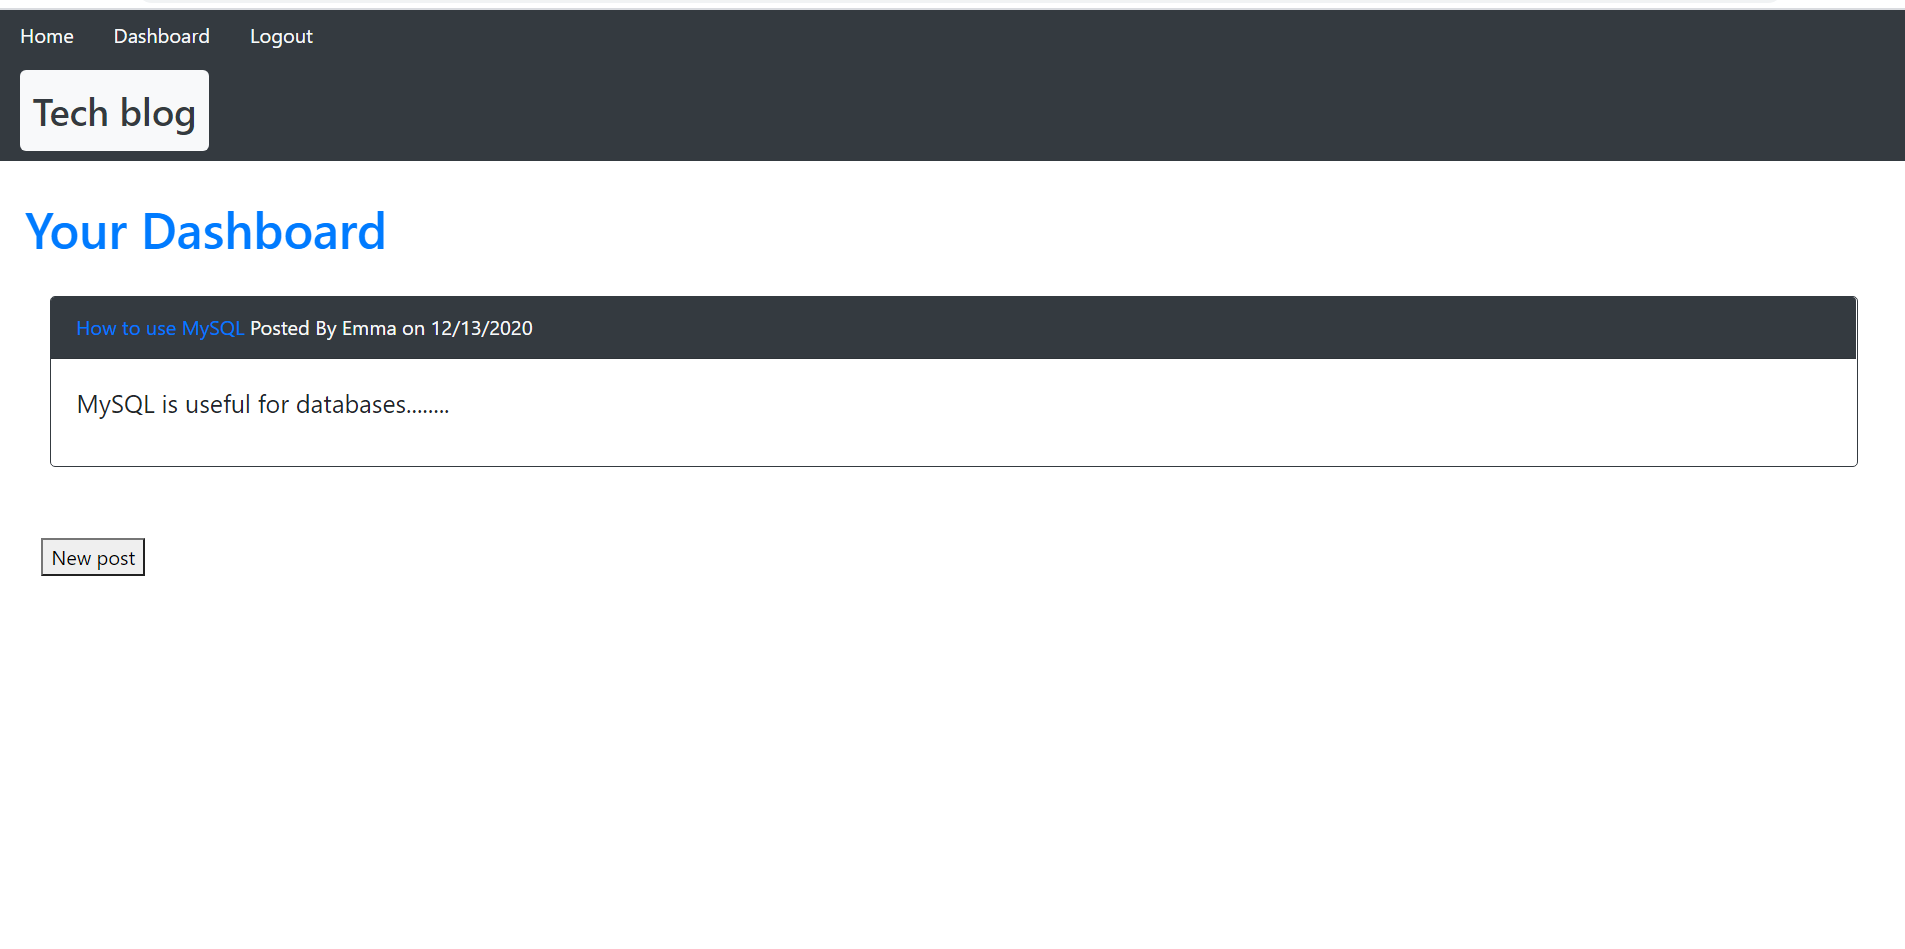 Home Dashboard Logout
Tech blog
Your Dashboard
How to use MySQL Posted By Emma on 12/13/2020
MySQL is useful for databases........
New post